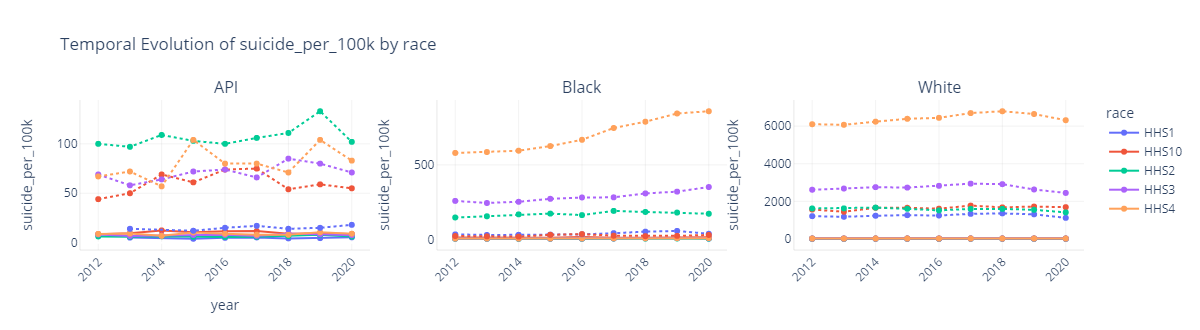 Temporal Evolution of suicide_per_100k by race
API
Black
White
suicide_per_100k
suicide_per_100k
suicide_per_100k
100
50
0
500
0
6000
4000
2000
0
2012
2014
2016
2018
2020
2012
2014
2016
2018
2020
2012
2014
2016
2018
2020
year
race
HHS1
HHS10
HHS2
HHS3
HHS4